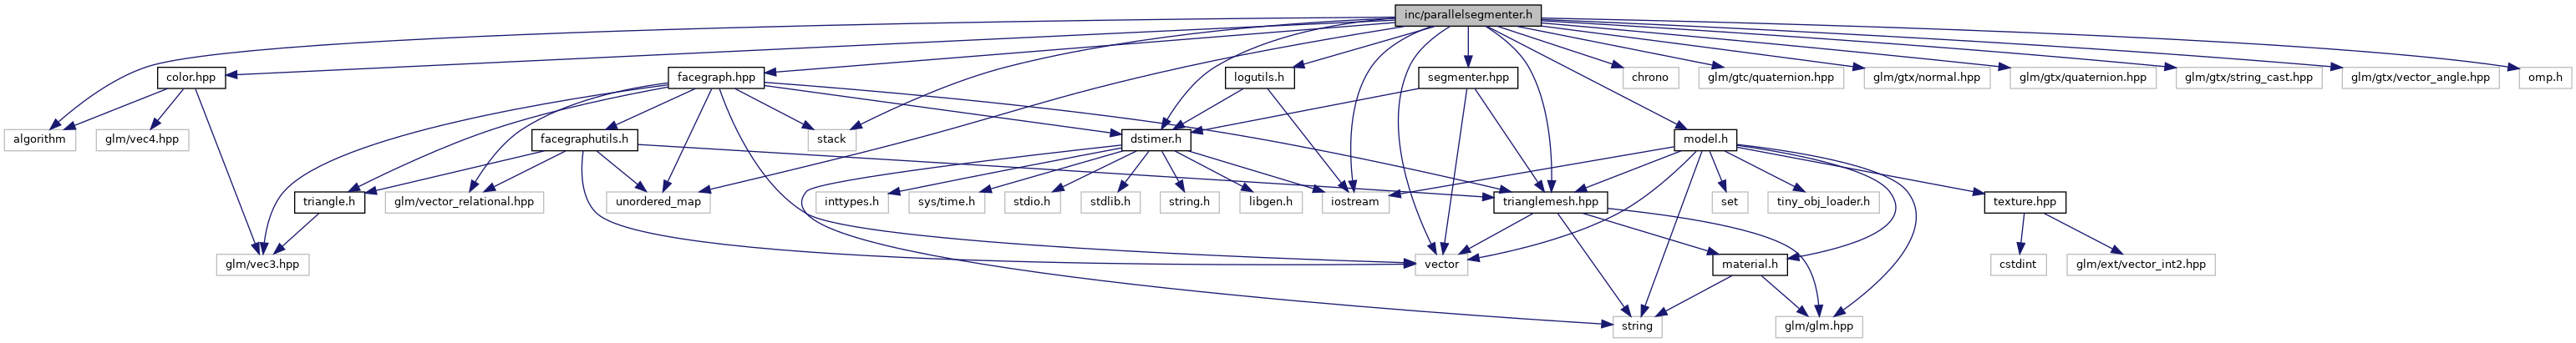 inc/parallelsegmenter.h
color.hpp
facegraph.hpp
logutils.h
segmenter.hpp
chrono
glm/gtc/quaternion.hpp
glm/gtx/normal.hpp
glm/gtx/quaternion.hpp
glm/gtx/string_cast.hpp
glm/gtx/vector_angle.hpp
omp.h
algorithm
glm/vec4.hpp
facegraphutils.h
stack
dstimer.h
model.h
triangle.h
glm/vector_relational.hpp
unordered_map
inttypes.h
sys/time.h
stdio.h
stdlib.h
string.h
libgen.h
iostream
trianglemesh.hpp
set
tiny_obj_loader.h
texture.hpp
glm/vec3.hpp
vector
material.h
cstdint
glm/ext/vector_int2.hpp
string
glm/glm.hpp